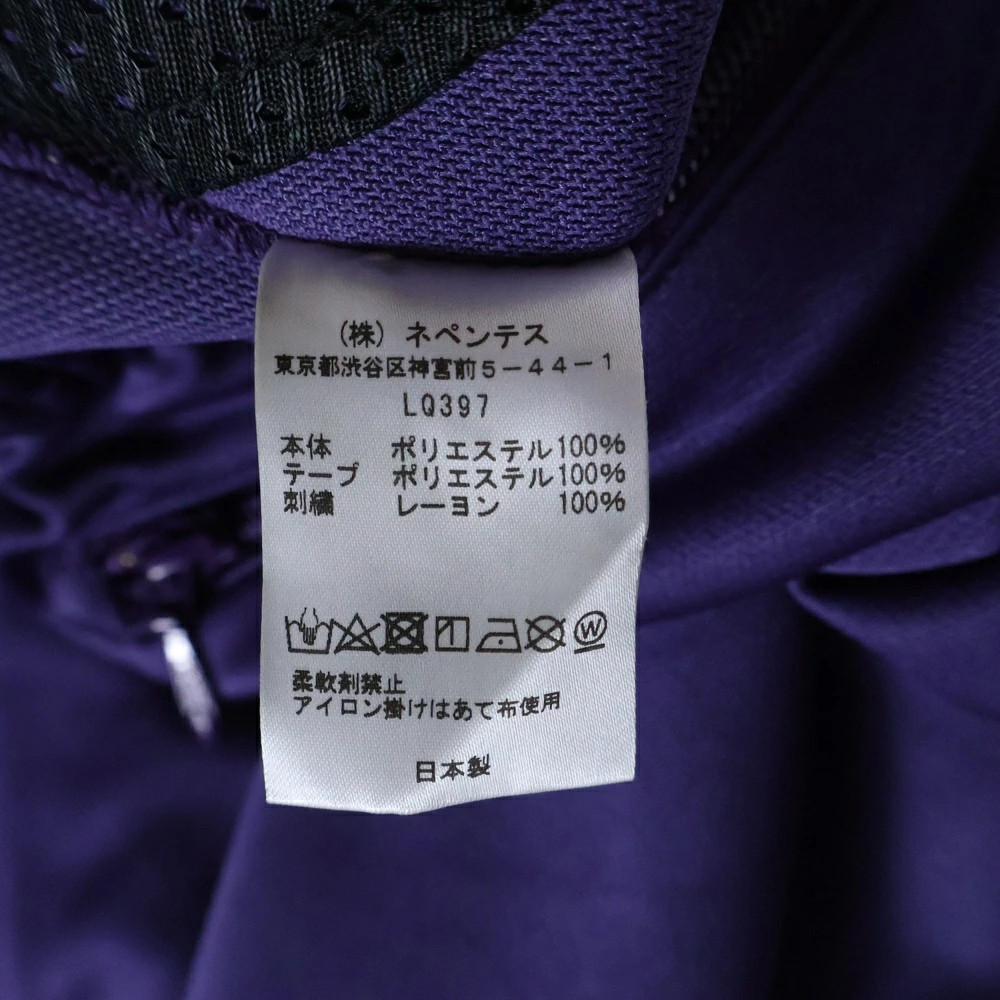 （株）ネペンテス
東京都渋谷区神宮前５－４４－１
LQ397
本体 ポリエステル100%
テープ ポリエステル100%
刺繍 レーヨン 100%
W
柔軟剤禁止
アイロン掛けはあて布使用
日本製